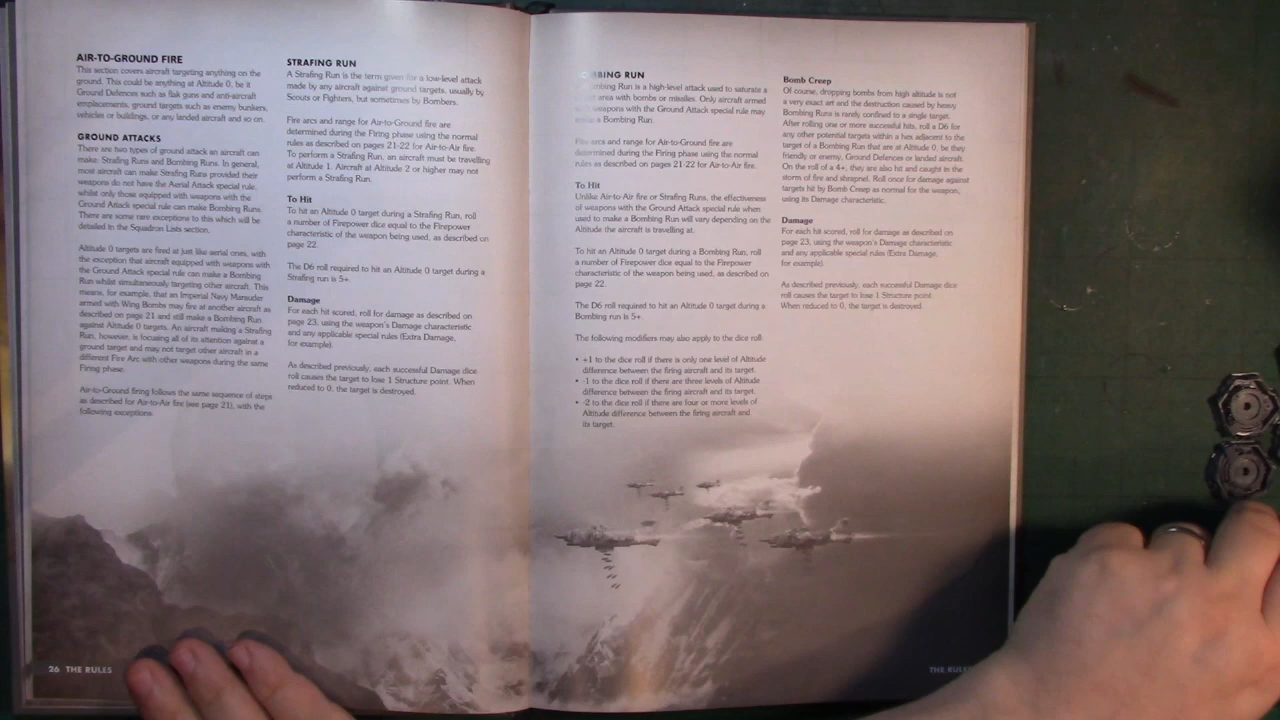 AIR-TO-GROUND FIRE
This section covers aircraft targeting anything on the
ground. This could be anything at Altitude 0, be it
Ground Defences such as flak guns and anti-aircraft
emplacements, ground targets such as enemy bunkers,
vehicles or buildings, or any landed aircraft and so on.
GROUND ATTACKS
There are two types of ground attack an aircraft can
make: Strafing Runs and Bombing Runs. In general,
most aircraft can make Strafing Runs provided their
weapons do not have the Aerial Attack special rule,
whilst only those equipped with weapons with the
Ground Attack special rule can make Bombing Runs.
There are some rare exceptions to this which will be
detailed in the Squadron Lists section.
Altitude 0 targets are fired at just like aerial ones, with
the exception that aircraft equipped with weapons with
the Ground Attack special rule can make a Bombing
Run whilst simultaneously targeting other aircraft. This
means, for example, that an Imperial Navy Marauder
armed with Wing Bombs may fire at another aircraft as
described on page 21 and still make a Bombing Run
against Altitude 0 targets. An aircraft making a Strafing
Run, however, is focusing all of its attention against a
ground target and may not target other aircraft in a
different Fire Arc with other weapons during the same
Firing phase.
Air-to-Ground firing follows the same sequence of steps
as described for Air-to-Air fire (see page 21), with the
following exceptions.
STRAFING RUN
A Strafing Run is the term given for a low-level attack
made by any aircraft against ground targets, usually by
Scouts or Fighters, but sometimes by Bombers.
Fire arcs and range for Air-to-Ground fire are
determined during the Firing phase using the normal
rules as described on pages 21-22 for Air-to-Air fire.
To perform a Strafing Run, an aircraft must be travelling
at Altitude 1. Aircraft at Altitude 2 or higher may not
perform a Strafing Run.
To Hit
To hit an Altitude 0 target during a Strafing Run, roll
a number of Firepower dice equal to the Firepower
characteristic of the weapon being used, as described on
page 22.
The D6 roll required to hit an Altitude 0 target during a
Strafing run is 5+.
Damage
For each hit scored, roll for damage as described on
page 23, using the weapon's Damage characteristic
and any applicable special rules (Extra Damage,
for example).
As described previously, each successful Damage dice
roll causes the target to lose 1 Structure point. When
reduced to 0, the target is destroyed.
26 THE RULES
BOMBING RUN
Bombing Run is a high-level attack used to saturate a
area with bombs or missiles. Only aircraft armed
weapons with the Ground Attack special rule may
a Bombing Run.
Fire arcs and range for Air-to-Ground fire are
determined during the Firing phase using the normal
rules as described on pages 21-22 for Air-to-Air fire.
To Hit
Unlike Air-to-Air fire or Strafing Runs, the effectiveness
of weapons with the Ground Attack special rule when
used to make a Bombing Run will vary depending on the
Altitude the aircraft is travelling at.
To hit an Altitude 0 target during a Bombing Run, roll
a number of Firepower dice equal to the Firepower
characteristic of the weapon being used, as described on
page 22.
The D6 roll required to hit an Altitude 0 target during a
Bombing run is 5+.
The following modifiers may also apply to the dice roll:
• +1 to the dice roll if there is only one level of Altitude
difference between the firing aircraft and its target.
• -1 to the dice roll if there are three levels of Altitude
difference between the firing aircraft and its target.
• -2 to the dice roll if there are four or more levels of
Altitude difference between the firing aircraft and
its target.
Bomb Creep
Of course, dropping bombs from high altitude is not
a very exact art and the destruction caused by heavy
Bombing Runs is rarely confined to a single target.
After rolling one or more successful hits, roll a D6 for
any other potential targets within a hex adjacent to the
target of a Bombing Run that are at Altitude 0, be they
friendly or enemy, Ground Defences or landed aircraft.
On the roll of a 4+, they are also hit and caught in the
storm of fire and shrapnel. Roll once for damage against
targets hit by Bomb Creep as normal for the weapon,
using its Damage characteristic.
Damage
For each hit scored, roll for damage as described on
page 23, using the weapon's Damage characteristic
and any applicable special rules (Extra Damage,
for example).
As described previously, each successful Damage dice
roll causes the target to lose 1 Structure point.
When reduced to 0, the target is destroyed.
THE RULES